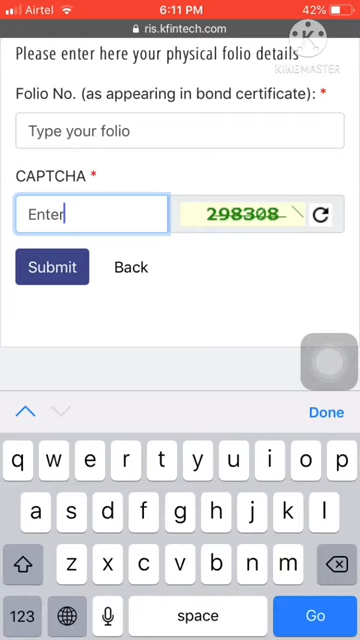 Airtel 6:11 PM 42%
ris.kfintech.com
Please enter here your physical folio details
K
KINEMASTER
Folio No. (as appearing in bond certificate): *
Type your folio
CAPTCHA *
Enter 298308
Submit Back
Done
q w e r t y u i o p
a s d f g h j k l
z x c v b n m
123 space Go